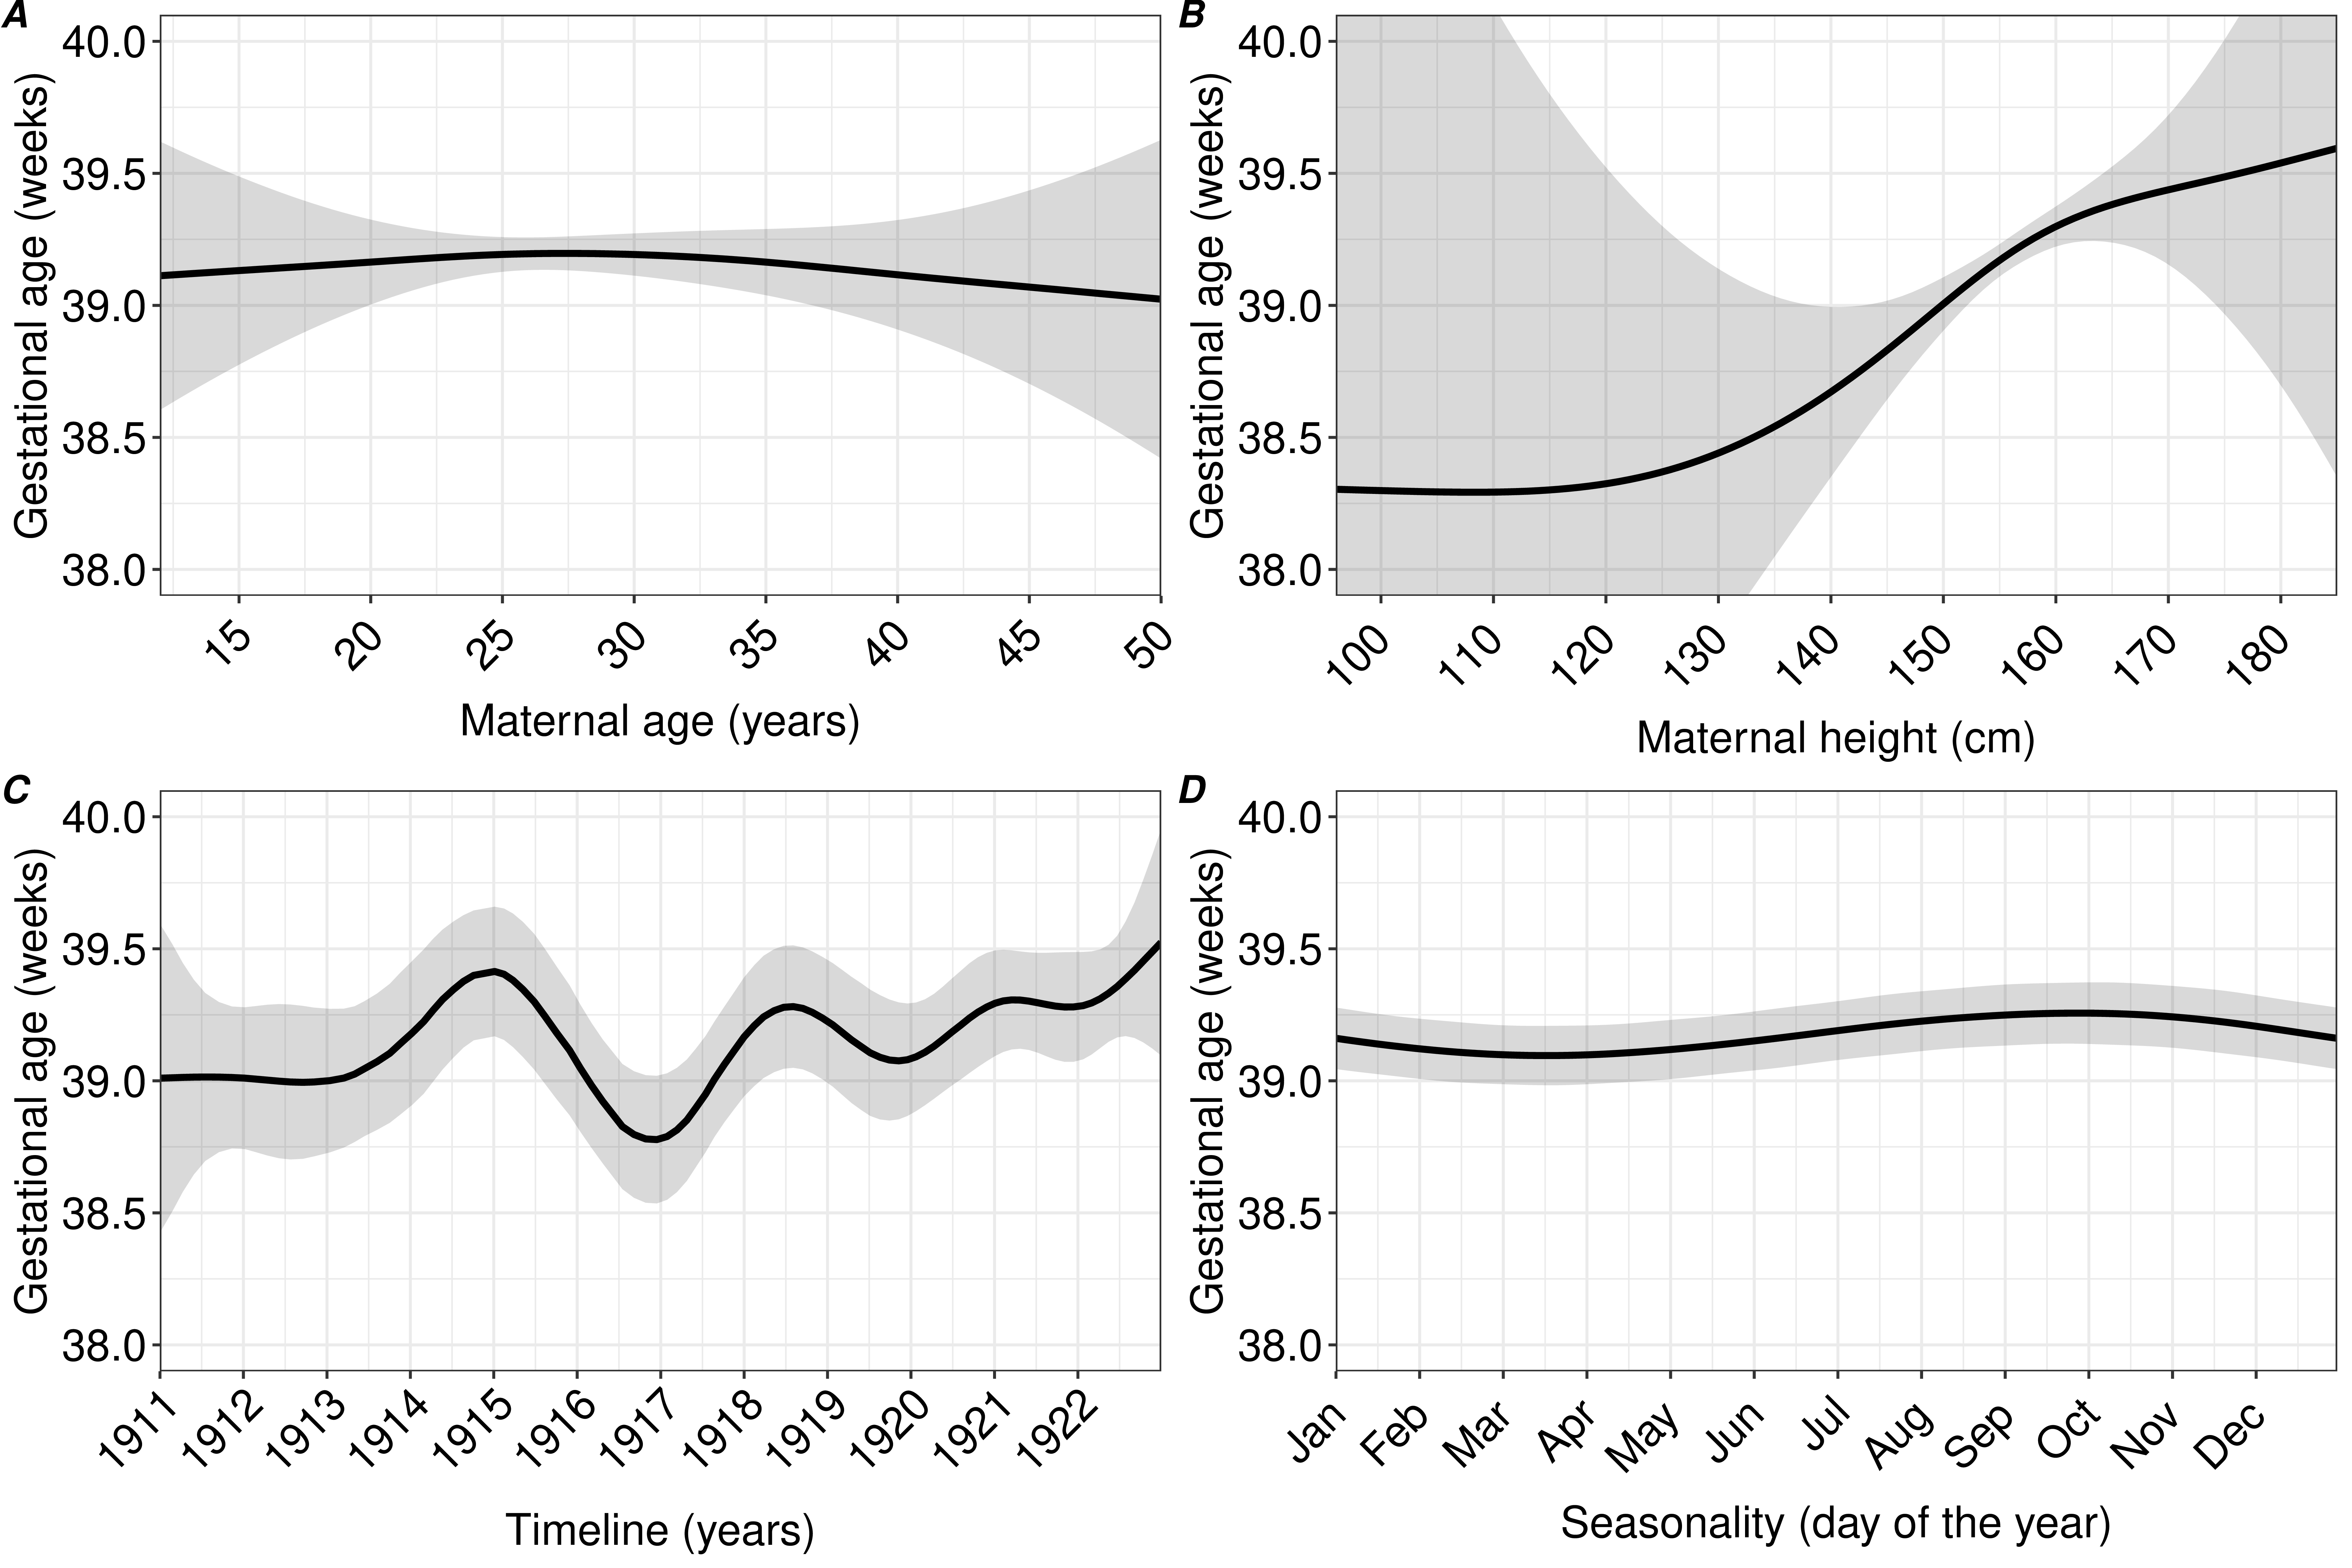 A
Gestational age (weeks)
40.0
39.5
39.0
38.5
38.0
15 20 25 30 35 40 45 50
Maternal age (years)
B
Gestational age (weeks)
40.0
39.5
39.0
38.5
38.0
100 110 120 130 140 150 160 170 180
Maternal height (cm)
C
Gestational age (weeks)
40.0
39.5
39.0
38.5
38.0
1911 1912 1913 1914 1915 1916 1917 1918 1919 1920 1921 1922
Timeline (years)
D
Gestational age (weeks)
40.0
39.5
39.0
38.5
38.0
Jan Feb Mar Apr May Jun Jul Aug Sep Oct Nov Dec
Seasonality (day of the year)